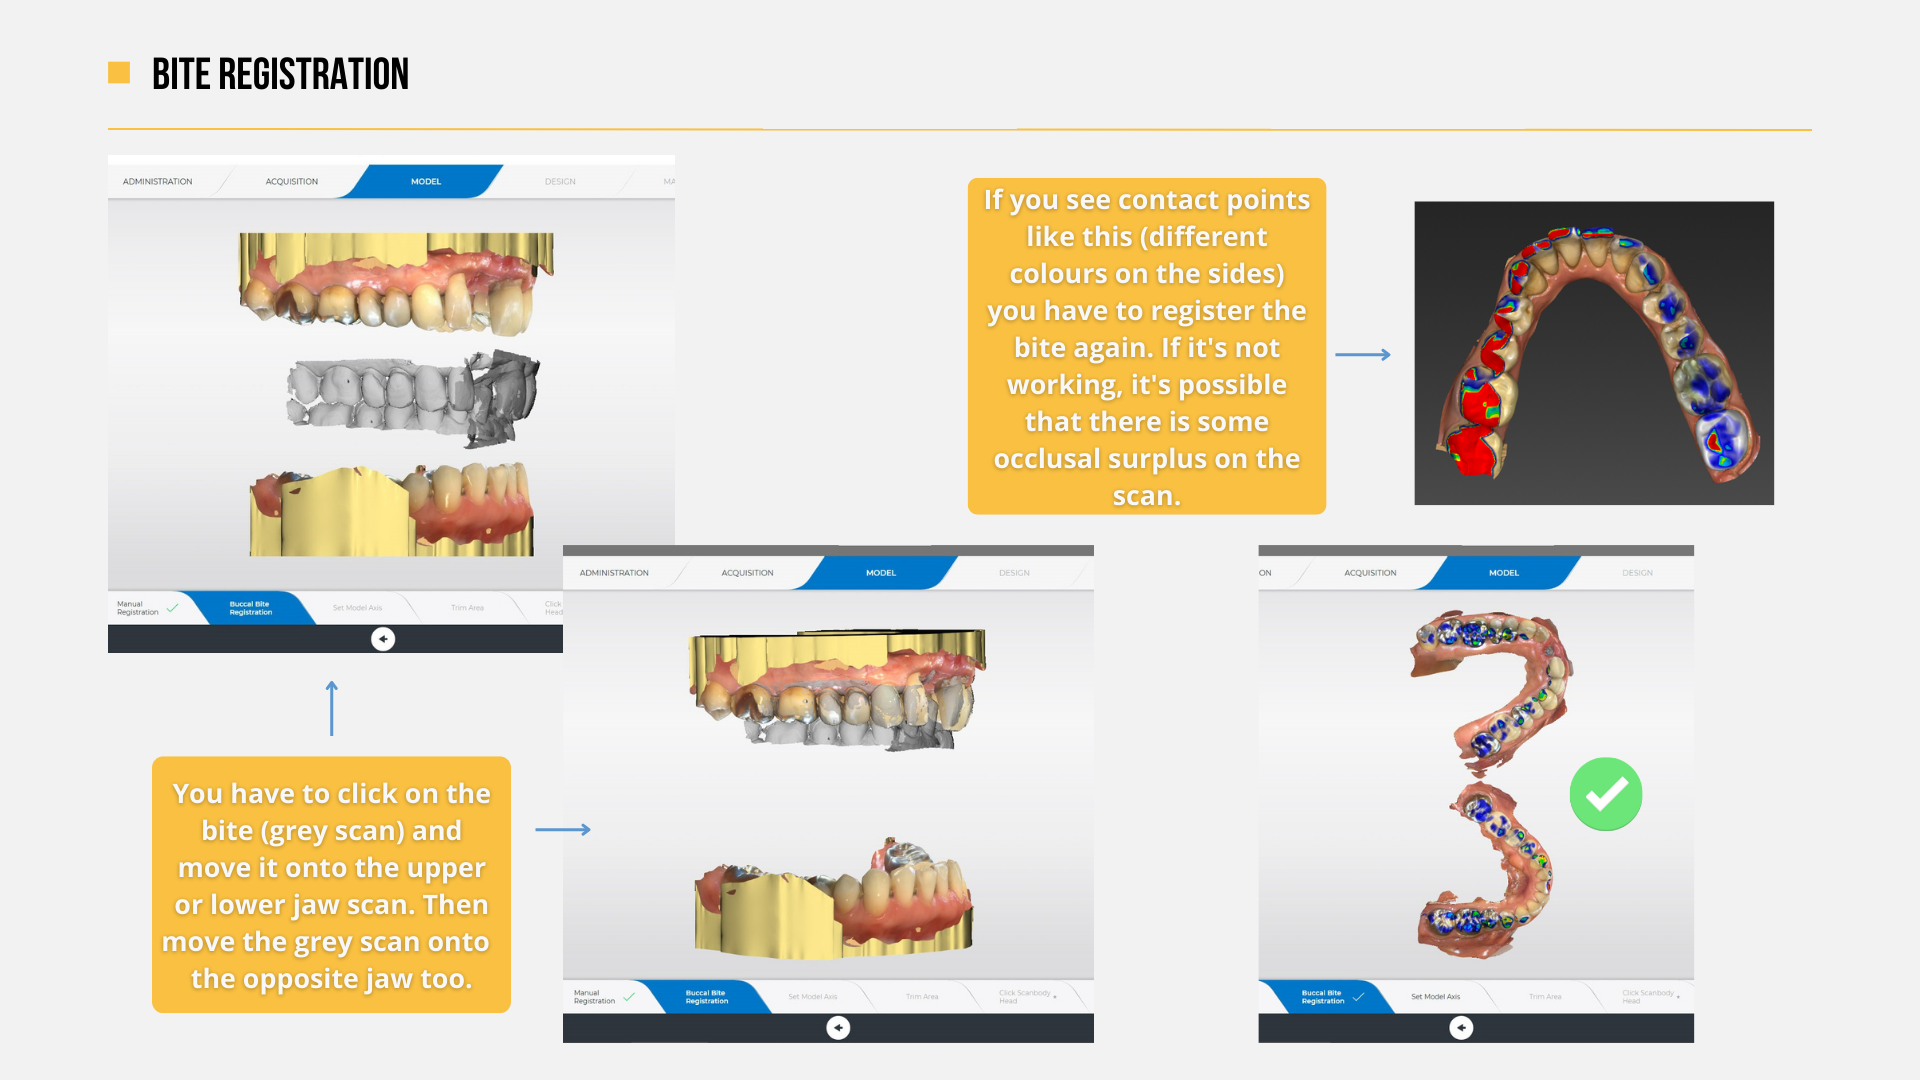 BITE REGISTRATION
ADMINISTRATION
ACQUISITION
MODEL
DESIGN
MA
Manual
Registration
Buccal Bite
Registration
Set Model Axis
Trim Area
Click
Head
If you see contact points
like this (different
colours on the sides)
you have to register the
bite again. If it's not
working, it's possible
that there is some
occlusal surplus on the
scan.
You have to click on the
bite (grey scan) and
move it onto the upper
or lower jaw scan. Then
move the grey scan onto
the opposite jaw too.
ADMINISTRATION
ACQUISITION
MODEL
DESIGN
Manual
Registration
Buccal Bite
Registration
Set Model Axis
Trim Area
Click Scanbody
Head
ON
ACQUISITION
MODEL
DESIGN
Buccal Bite
Registration
Set Model Axis
Trim Area
Click Scanbody
Head